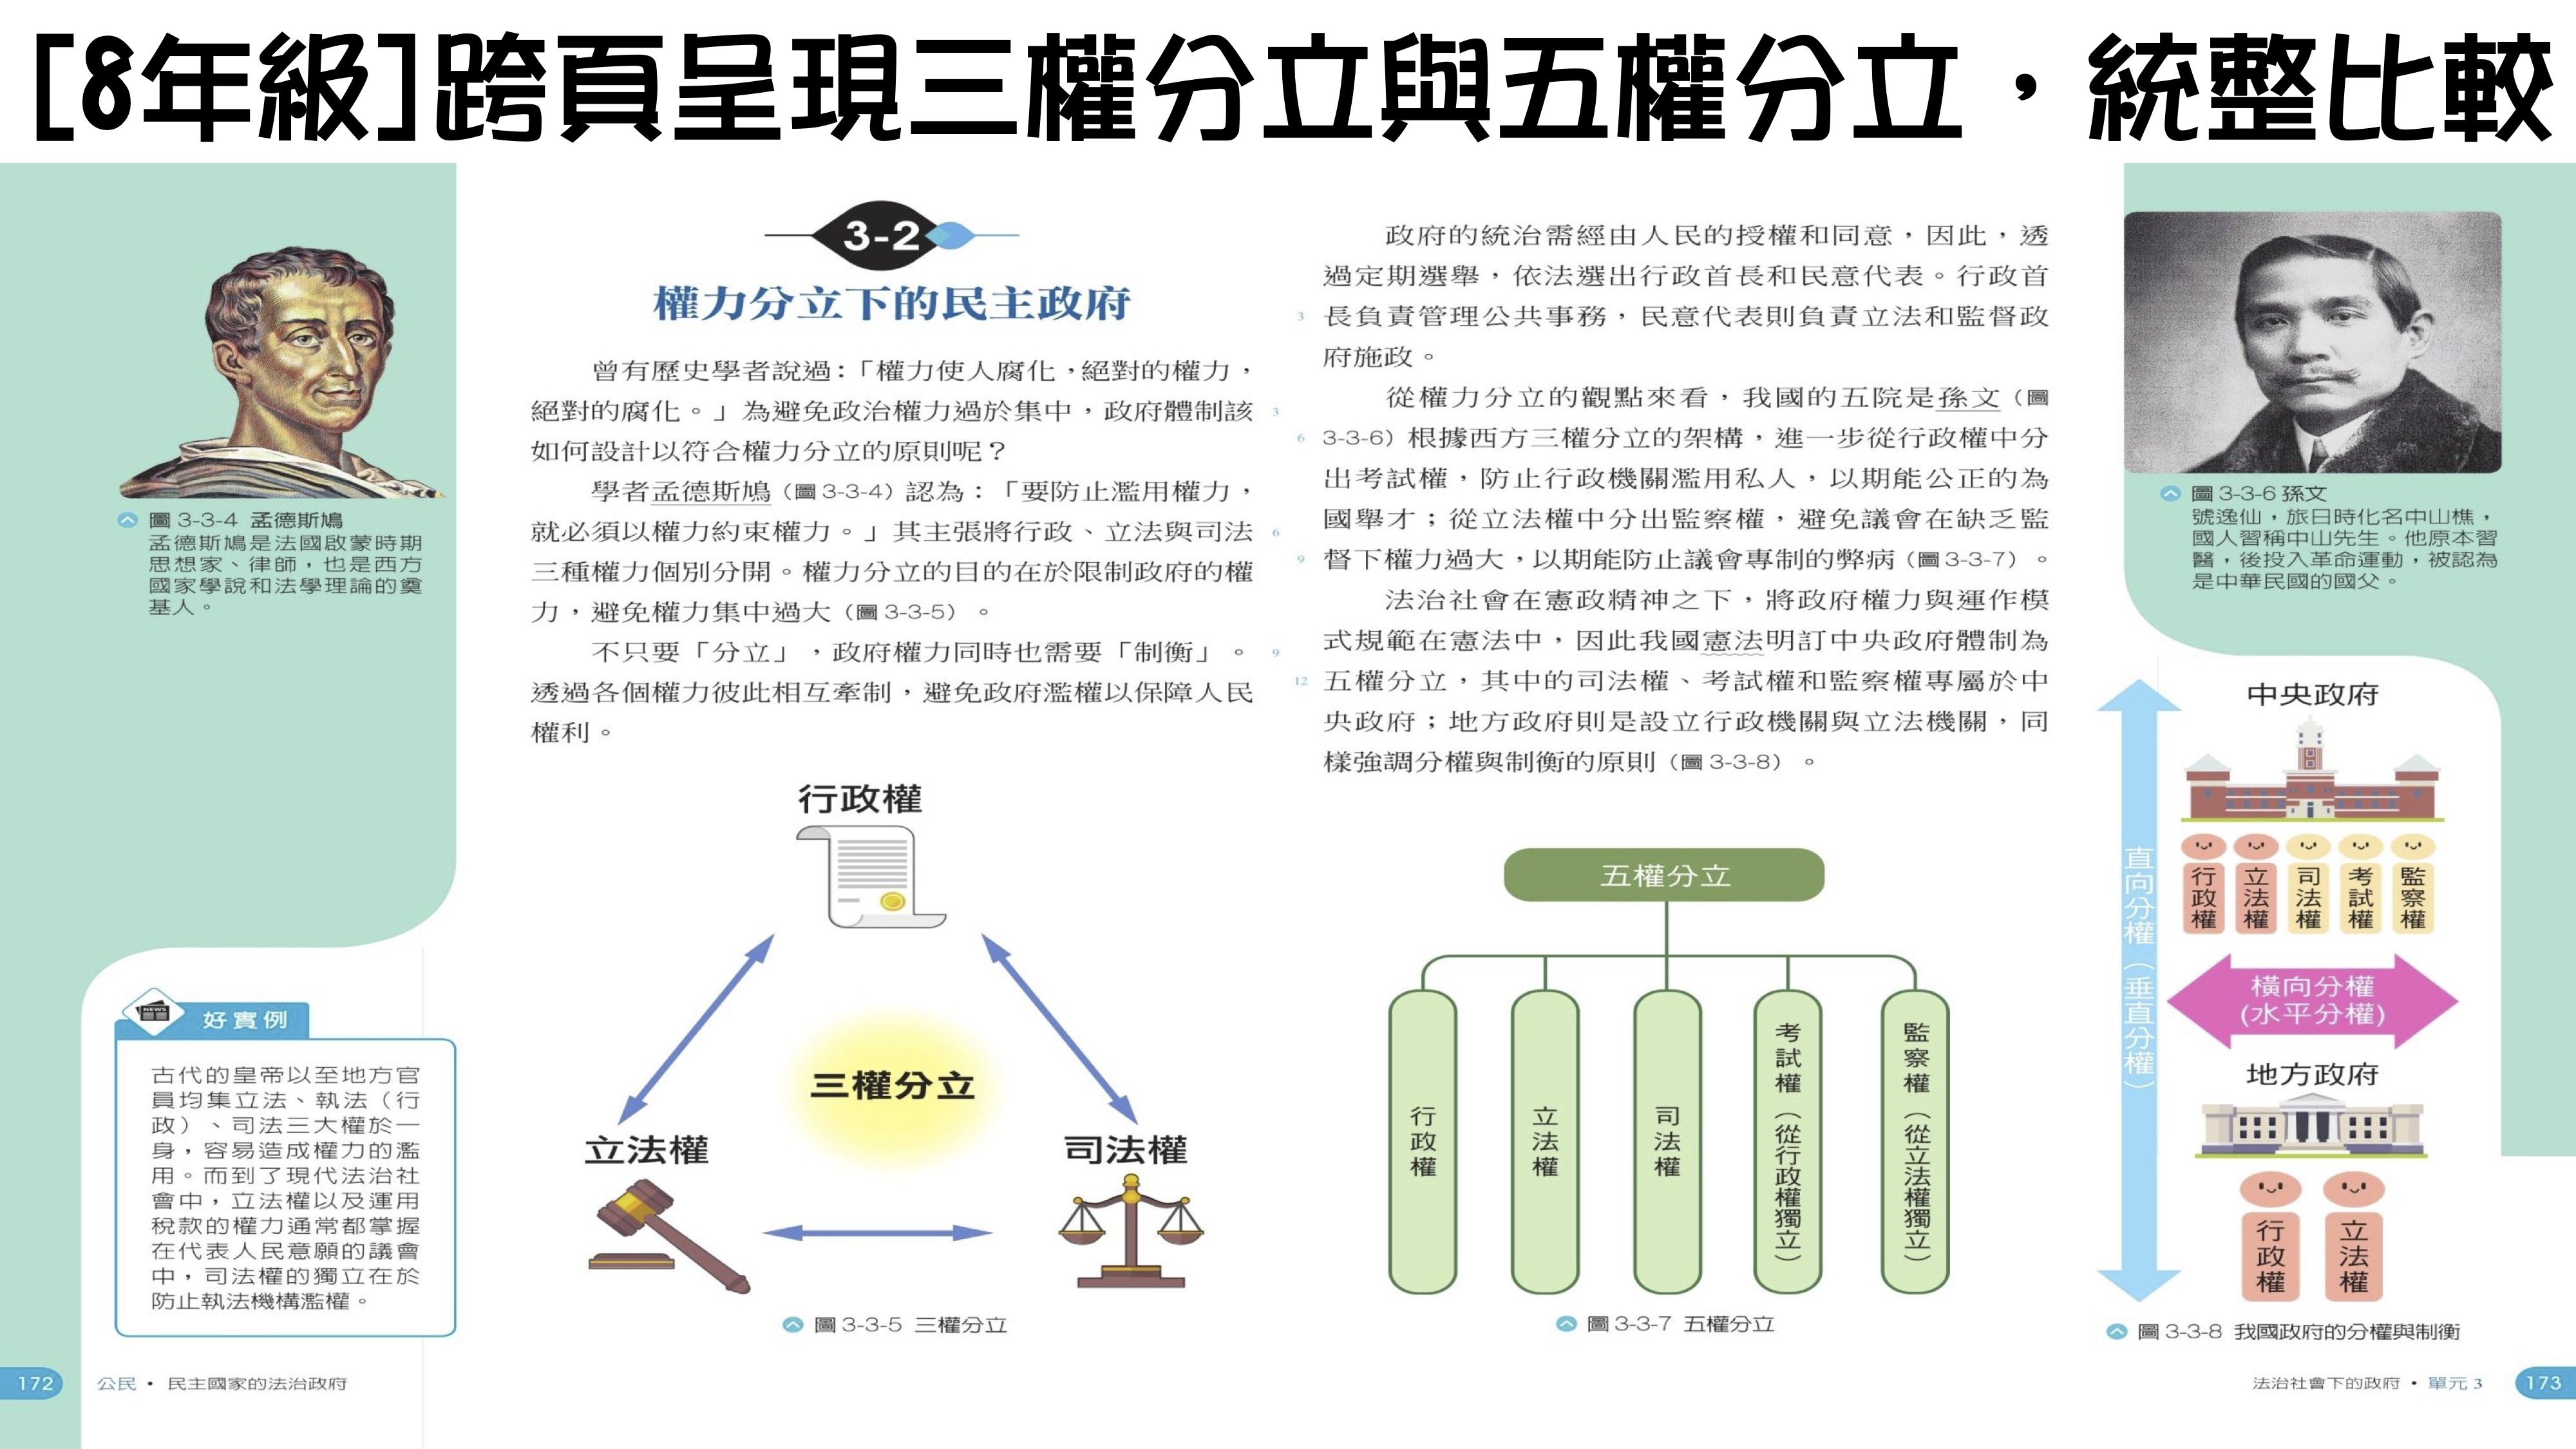 [8年級]跨頁呈現三權分立與五權分立,統整比較
圖 3-3-4 孟德斯鳩
孟德斯鳩是法國啟蒙時期
思想家、律師,也是西方
國家學說和法學理論的奠
基人。
好實例
NEWS
古代的皇帝以至地方官
員均集立法、執法(行
政)、司法三大權於一
身,容易造成權力的濫
用。而到了現代法治社
會中,立法權以及運用
稅款的權力通常都掌握
在代表人民意願的議會
中,司法權的獨立在於
防止執法機構濫權。
3-2
權力分立下的民主政府
曾有歷史學者說過:「權力使人腐化,絕對的權力,
絕對的腐化。」為避免政治權力過於集中,政府體制該 3
如何設計以符合權力分立的原則呢?
學者孟德斯鳩(圖 3-3-4)認為:「要防止濫用權力,
就必須以權力約束權力。」其主張將行政、立法與司法 6
三種權力個別分開。權力分立的目的在於限制政府的權
力,避免權力集中過大(圖 3-3-5)。
不只要「分立」,政府權力同時也需要「制衡」。 9
透過各個權力彼此相互牽制,避免政府濫權以保障人民
權利。
行政權
三權分立
立法權
司法權
圖 3-3-5 三權分立
172 公民・民主國家的法治政府
政府的統治需經由人民的授權和同意,因此,透
過定期選舉,依法選出行政首長和民意代表。行政首
3 長負責管理公共事務,民意代表則負責立法和監督政
府施政。
從權力分立的觀點來看,我國的五院是孫文(圖
6 3-3-6)根據西方三權分立的架構,進一步從行政權中分
出考試權,防止行政機關濫用私人,以期能公正的為
國舉才;從立法權中分出監察權,避免議會在缺乏監
9 督下權力過大,以期能防止議會專制的弊病(圖 3-3-7)。
法治社會在憲政精神之下,將政府權力與運作模
式規範在憲法中,因此我國憲法明訂中央政府體制為
12 五權分立,其中的司法權、考試權和監察權專屬於中
央政府;地方政府則是設立行政機關與立法機關,同
樣強調分權與制衡的原則(圖 3-3-8)。
五權分立
行政權
立法權
司法權
考試權(從行政權獨立)
監察權(從立法權獨立)
圖 3-3-7 五權分立
圖 3-3-6 孫文
號逸仙,旅日時化名中山樵,
國人習稱中山先生。他原本習
醫,後投入革命運動,被認為
是中華民國的國父。
直向分權(垂直分權)
中央政府
行政權
立法權
司法權
考試權
監察權
橫向分權
(水平分權)
地方政府
行政權
立法權
圖 3-3-8 我國政府的分權與制衡
法治社會下的政府・單元 3 173